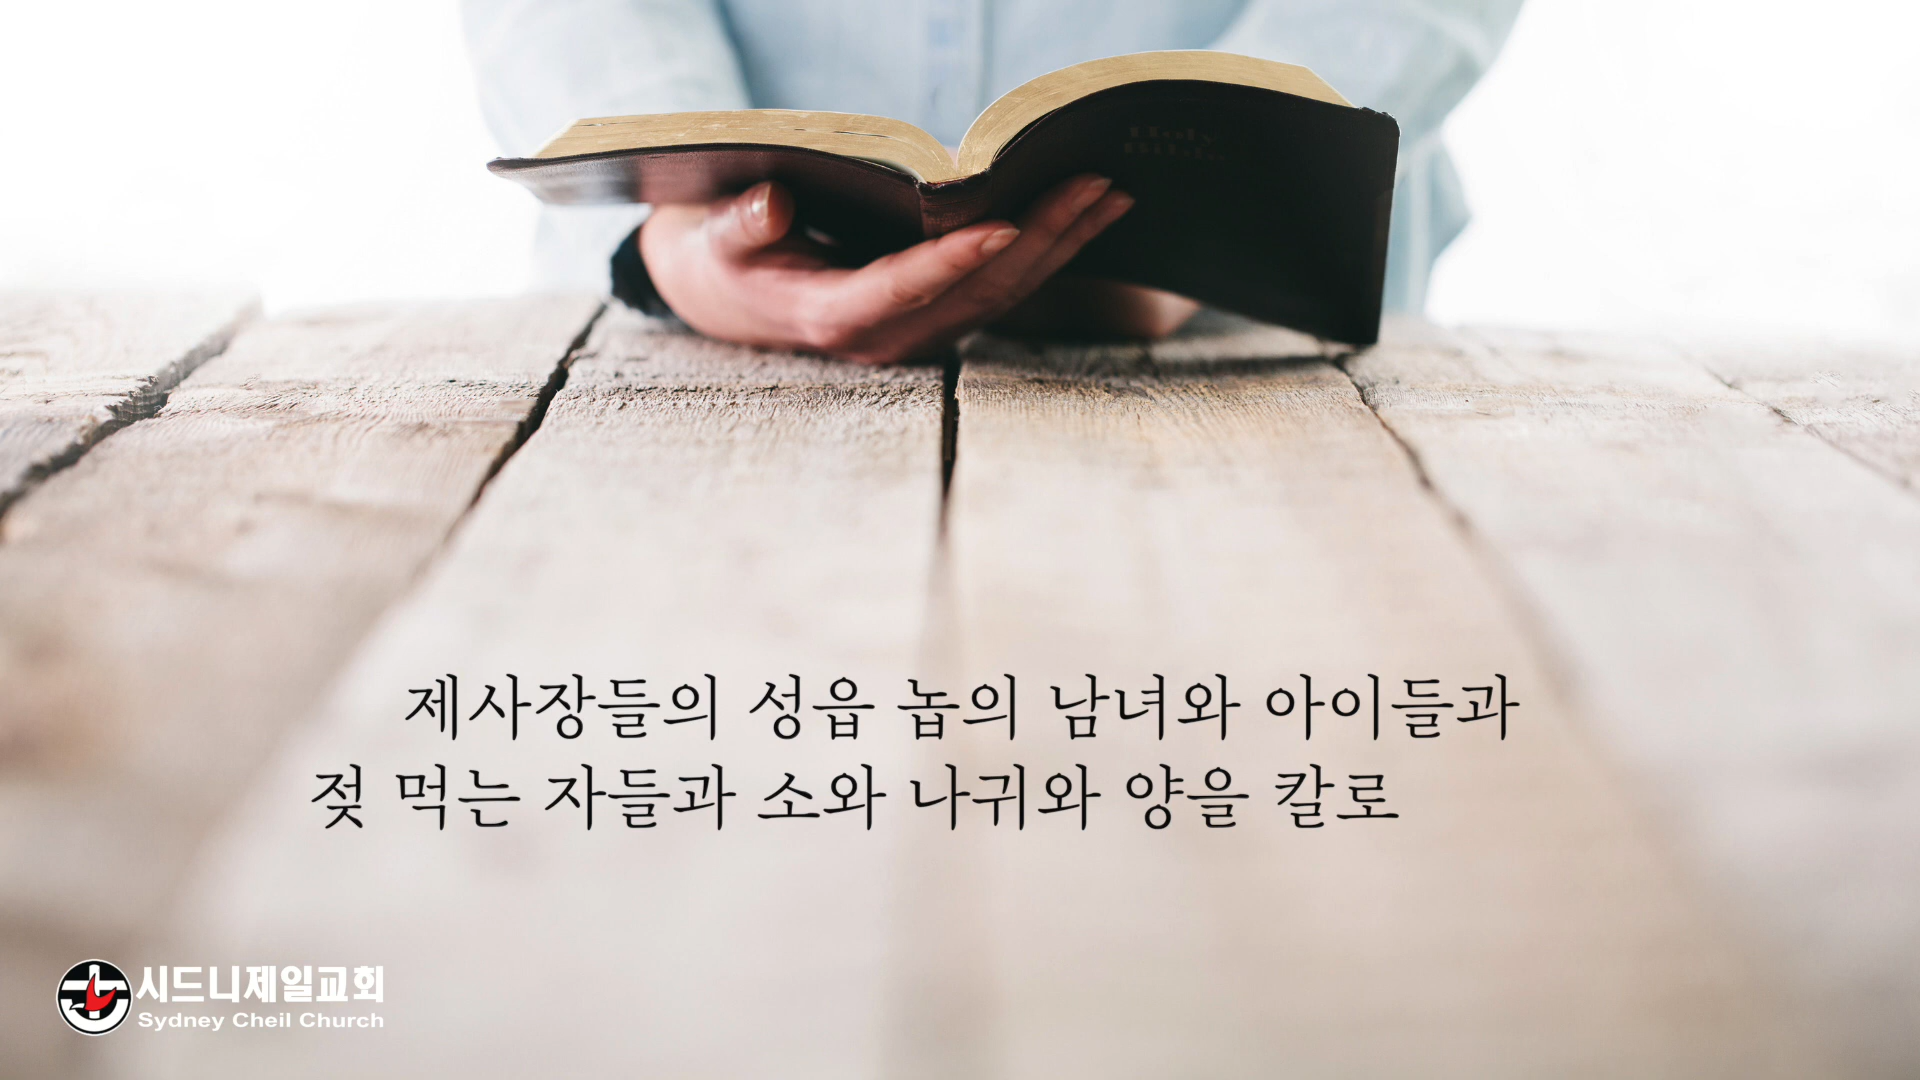 Holy
Bible
제사장들의 성읍 놉의 남녀와 아이들과
젖 먹는 자들과 소와 나귀와 양을 칼로
시드니제일교회
Sydney Cheil Church